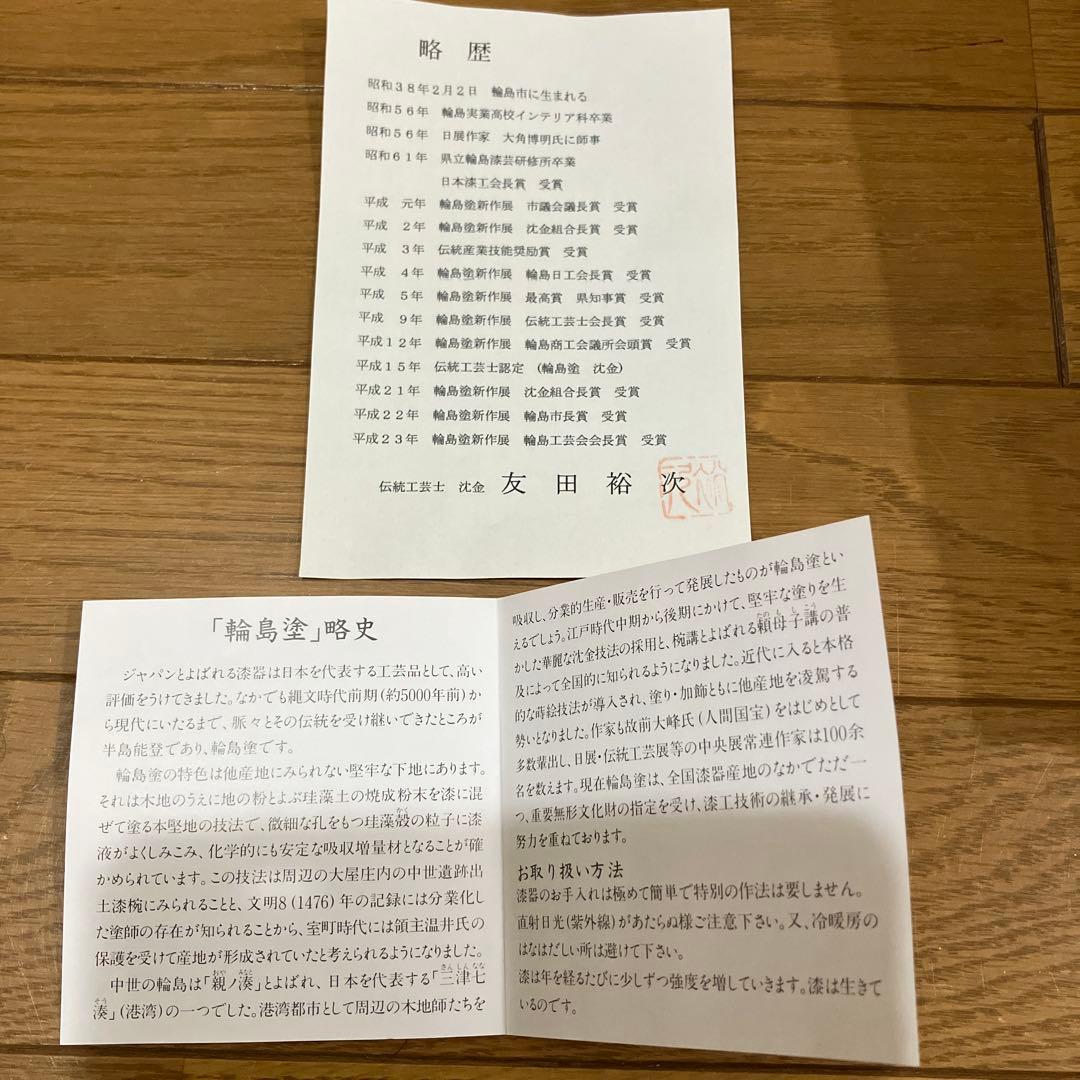 略歴
昭和３８年２月２日　輪島市に生まれる
昭和５６年　輪島実業高校インテリア科卒業
昭和５６年　日展作家　大角博明氏に師事
昭和６１年　県立輪島漆芸研修所卒業
日本漆工会長賞　受賞
平成　元年　輪島塗新作展　市議会議長賞　受賞
平成　２年　輪島塗新作展　沈金組合長賞　受賞
平成　３年　伝統産業技能奨励賞　受賞
平成　４年　輪島塗新作展　輪島日工会長賞　受賞
平成　５年　輪島塗新作展　最高賞　県知事賞　受賞
平成　９年　輪島塗新作展　伝統工芸士会長賞　受賞
平成１２年　輪島塗新作展　輪島商工会議所会頭賞　受賞
平成１５年　伝統工芸士認定　（輪島塗　沈金）
平成２１年　輪島塗新作展　沈金組合長賞　受賞
平成２２年　輪島塗新作展　輪島市長賞　受賞
平成２３年　輪島塗新作展　輪島工芸会会長賞　受賞
伝統工芸士　沈金　友田裕次
「輪島塗」略史
ジャパンとよばれる漆器は日本を代表する工芸品として、高い
評価をうけてきました。なかでも縄文時代前期（約5000年前）か
ら現代にいたるまで、脈々とその伝統を受け継いできたところが
半島能登であり、輪島塗です。
輪島塗の特色は他産地にみられない堅牢な下地にあります。
それは木地のうえに地の粉とよぶ珪藻土の焼成粉末を漆に混
ぜて塗る本堅地の技法で、微細な孔をもつ珪藻殻の粒子に漆
液がよくしみこみ、化学的にも安定な吸収増量材となることが確
かめられています。この技法は周辺の大屋庄内の中世遺跡出
土漆椀にみられることと、文明8（1476）年の記録には分業化し
た塗師の存在が知られることから、室町時代には領主温井氏の
保護を受けて産地が形成されていたと考えられるようになりました。
中世の輪島は「親ノ湊」とよばれ、日本を代表する「三津七
湊」（港湾）の一つでした。港湾都市として周辺の木地師たちを
吸収し、分業的生産・販売を行って発展したものが輪島塗とい
えるでしょう。江戸時代中期から後期にかけて、堅牢な塗りを生
かした華麗な沈金技法の採用と、椀講とよばれる頼母子講の普
及によって全国的に知られるようになりました。近代に入ると本格
的な蒔絵技法が導入され、塗り・加飾ともに他産地を凌駕する
勢いとなりました。作家も故前大峰氏（人間国宝）をはじめとして
多数輩出し、日展・伝統工芸展等の中央展常連作家は100余
名を数えます。現在輪島塗は、全国漆器産地のなかでただ一
つ、重要無形文化財の指定を受け、漆工技術の継承・発展に
努力を重ねております。
お取り扱い方法
漆器のお手入れは極めて簡単で特別の作法は要しません。
直射日光（紫外線）があたらぬ様ご注意下さい。又、冷暖房の
はなはだしい所は避けて下さい。
漆は年を経るたびに少しずつ強度を増していきます。漆は生きて
いるのです。